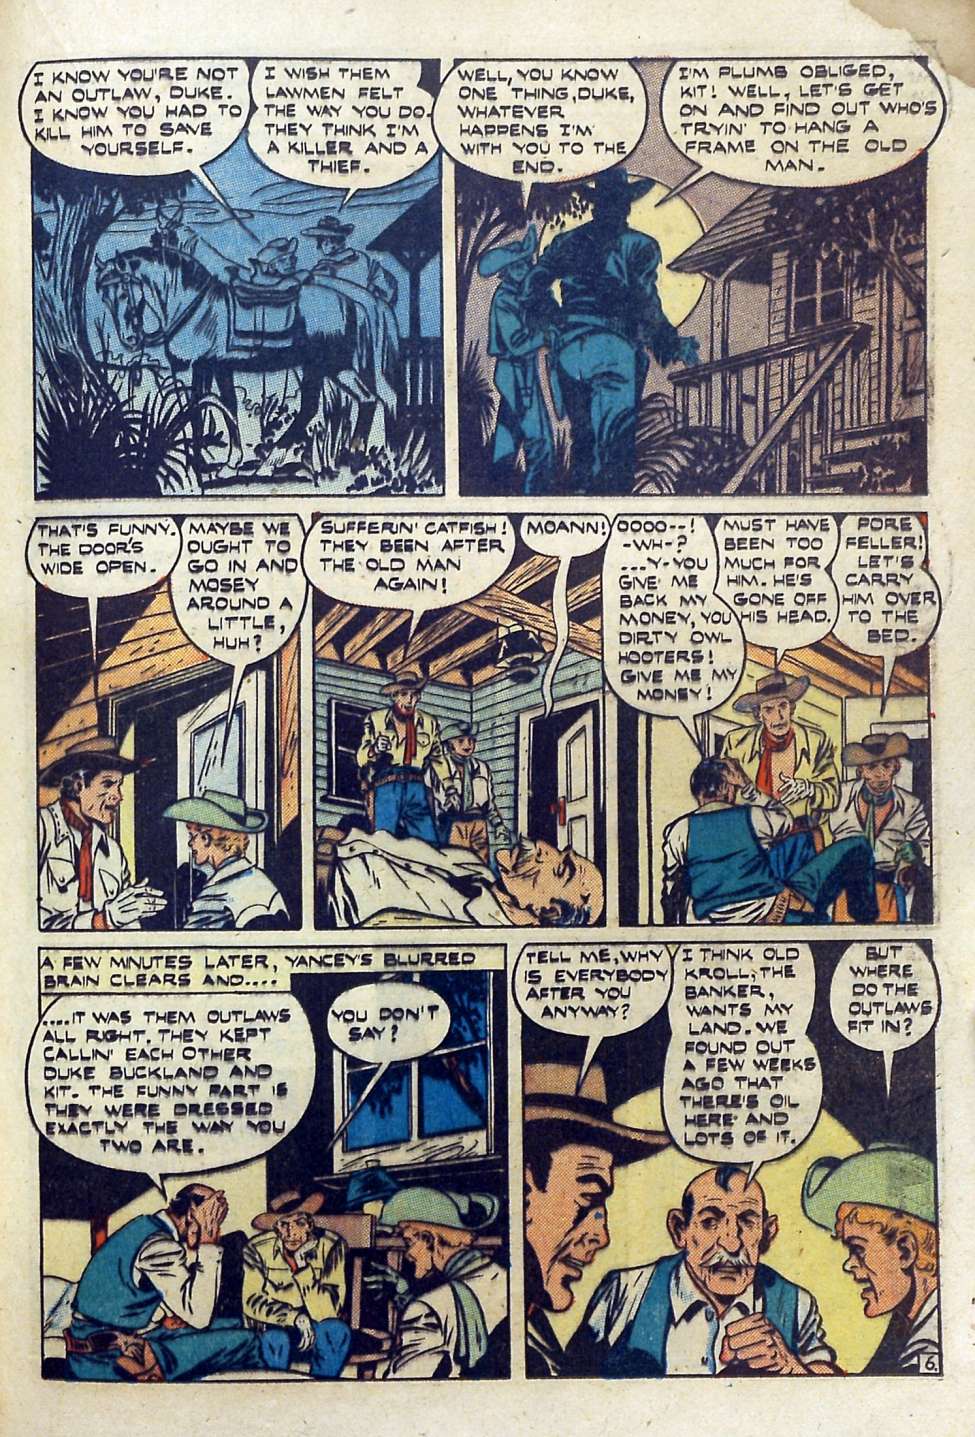 I KNOW YOU'RE NOT
AN OUTLAW, DUKE.
I KNOW YOU HAD TO
KILL HIM TO SAVE
YOURSELF.
I WISH THEM
LAWMEN FELT
THE WAY YOU DO.
THEY THINK I'M
A KILLER AND A
THIEF.
WELL, YOU KNOW
ONE THING, DUKE,
WHATEVER
HAPPENS I'M
WITH YOU TO THE
END.
I'M PLUMB OBLIGED,
KIT! WELL, LET'S GET
ON AND FIND OUT WHO'S
TRYIN' TO HANG A
FRAME ON THE OLD
MAN.
THAT'S FUNNY.
THE DOOR'S
WIDE OPEN.
MAYBE WE
OUGHT TO
GO IN AND
MOSEY
AROUND A
LITTLE,
HUH?
SUFFERIN' CATFISH!
THEY BEEN AFTER
THE OLD MAN
AGAIN!
MOANN!
OOOO--!
-WH-?
...Y-YOU
GIVE ME
BACK MY
MONEY, YOU
DIRTY OWL
HOOTERS!
GIVE ME MY
MONEY!
MUST HAVE
BEEN TOO
MUCH FOR
HIM. HE'S
GONE OFF
HIS HEAD.
PORE
FELLER!
LET'S
CARRY
HIM OVER
TO THE
BED.
A FEW MINUTES LATER, YANCEY'S BLURRED
BRAIN CLEARS AND....
....IT WAS THEM OUTLAWS
ALL RIGHT. THEY KEPT
CALLIN' EACH OTHER
DUKE BUCKLAND AND
KIT. THE FUNNY PART IS
THEY WERE DRESSED
EXACTLY THE WAY YOU
TWO ARE.
YOU DON'T
SAY?
TELL ME, WHY
IS EVERYBODY
AFTER YOU
ANYWAY?
I THINK OLD
KROLL, THE
BANKER,
WANTS MY
LAND. WE
FOUND OUT
A FEW WEEKS
AGO THAT
THERE'S OIL
HERE AND
LOTS OF IT.
BUT
WHERE
DO THE
OUTLAWS
FIT IN?
6